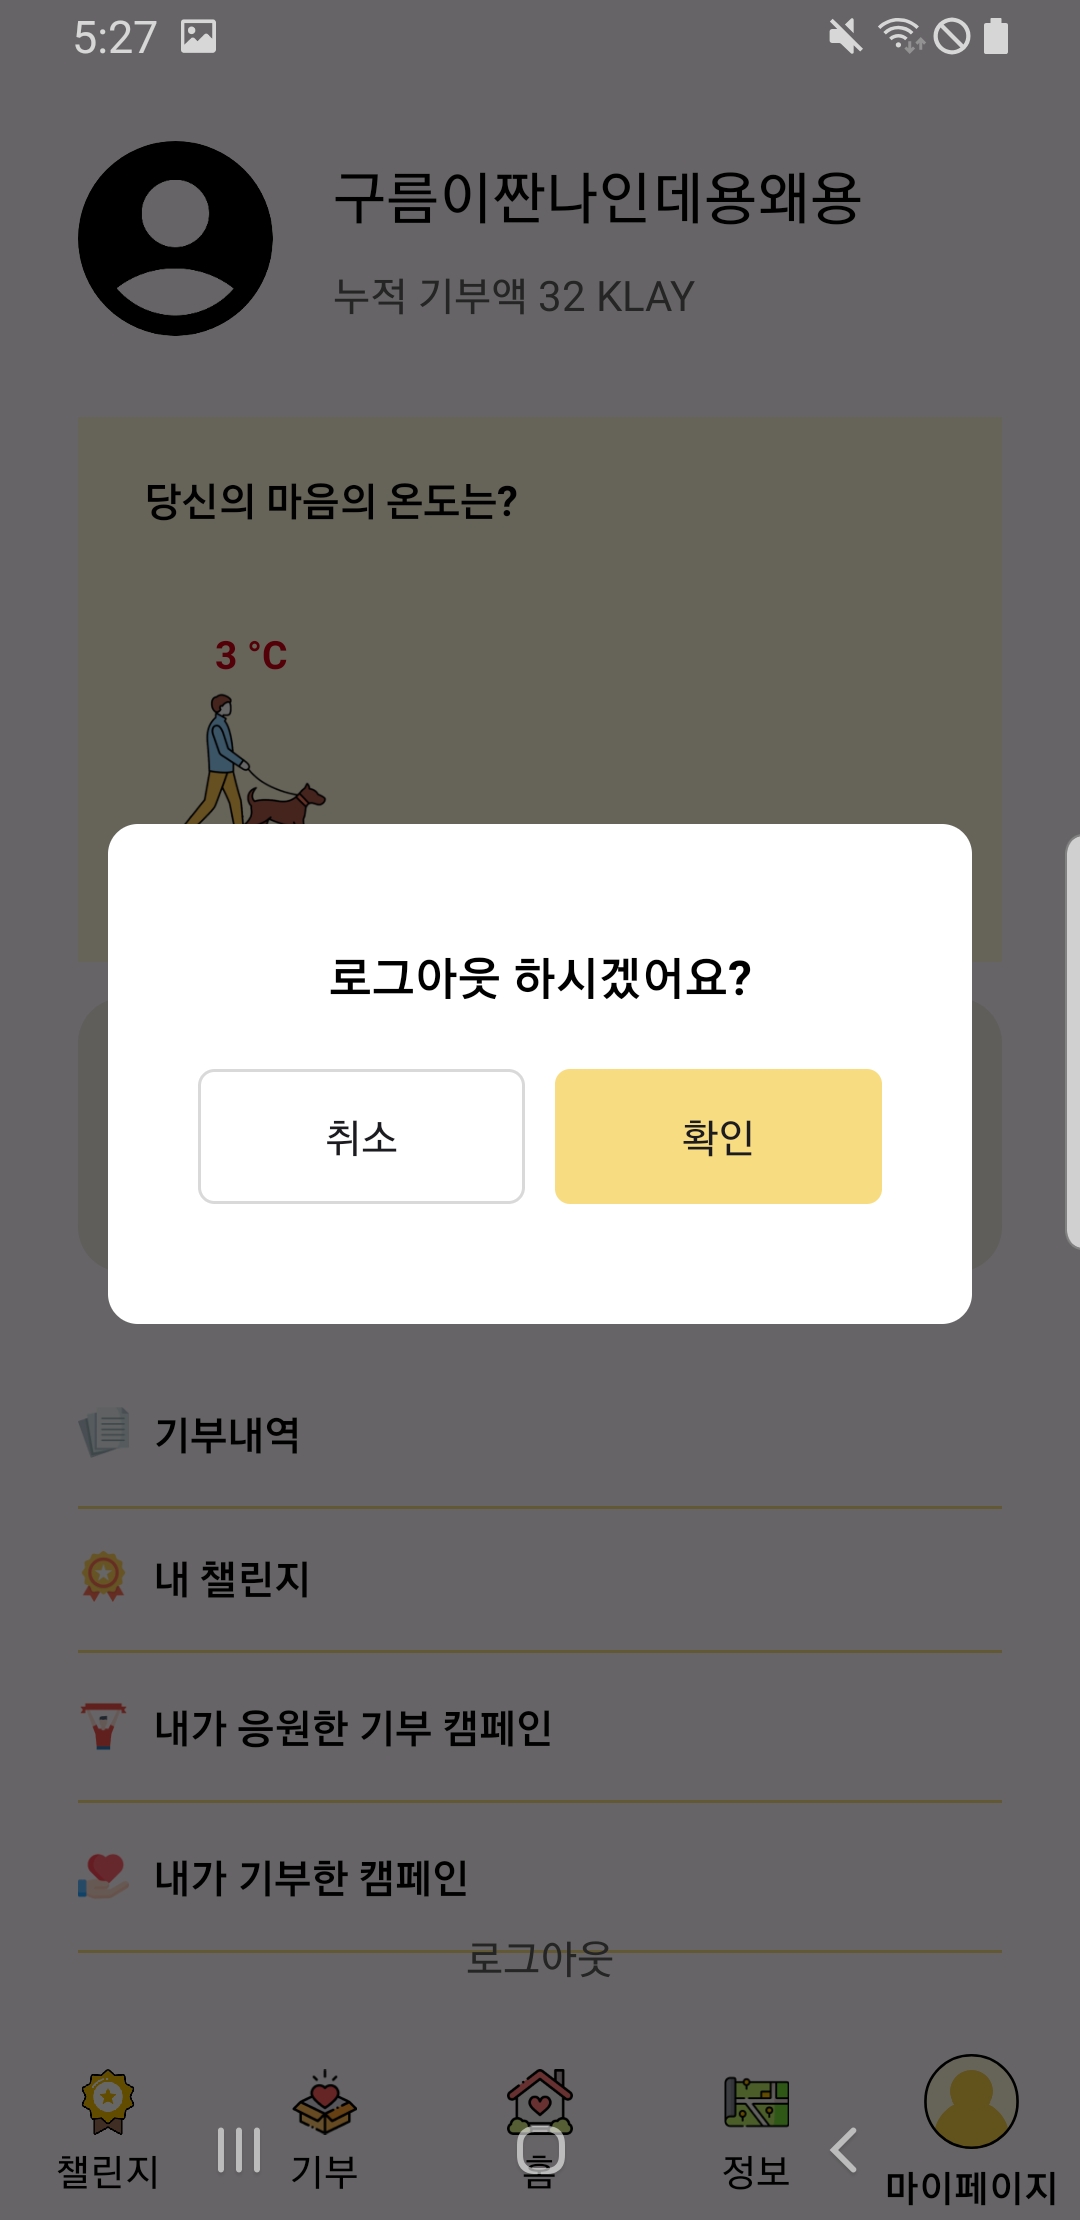 5:27
구름이짠나인데용왜용
누적 기부액 32 KLAY
당신의 마음의 온도는?
3 °C
로그아웃 하시겠어요?
취소
확인
기부내역
내 챌린지
내가 응원한 기부 캠페인
내가 기부한 캠페인
로그아웃
챌린지
기부
홈
정보
마이페이지